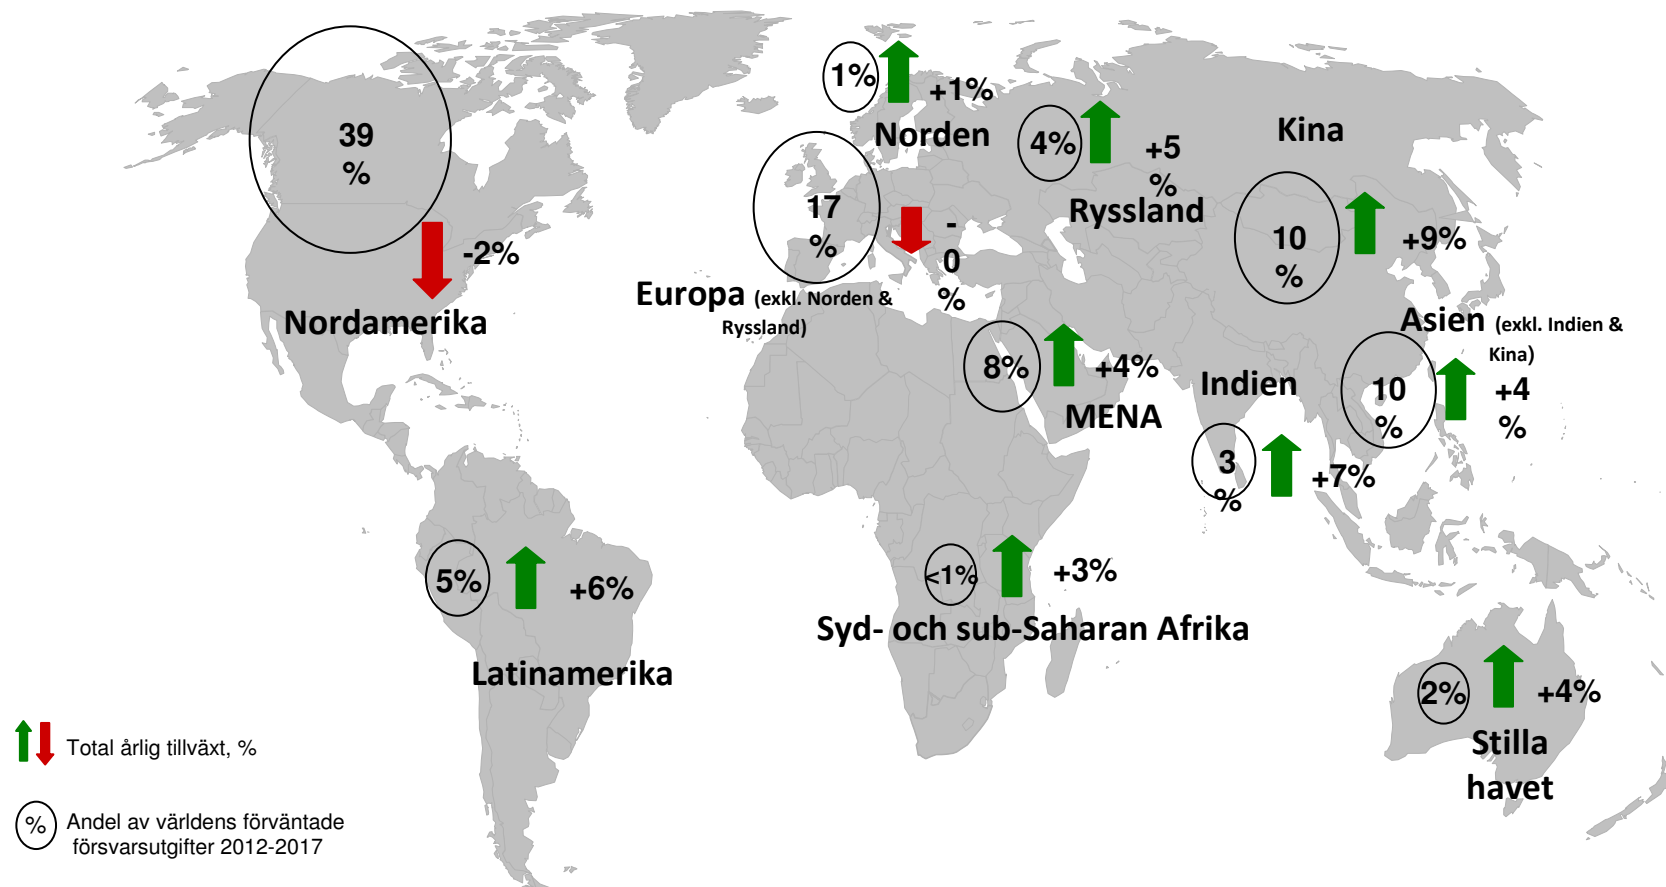 39
%
-2%
Nordamerika
1%
+1%
Norden
4%
+5
%
Ryssland
17
%
-
0
%
Europa (exkl. Norden &
Ryssland)
Kina
10
%
+9%
Asien (exkl. Indien &
Kina)
10
%
+4
%
8%
+4%
MENA
Indien
3
%
+7%
5%
+6%
Latinamerika
<1%
+3%
Syd- och sub-Saharan Afrika
2%
+4%
Stilla
havet
Total årlig tillväxt, %
% Andel av världens förväntade
försvarsutgifter 2012-2017